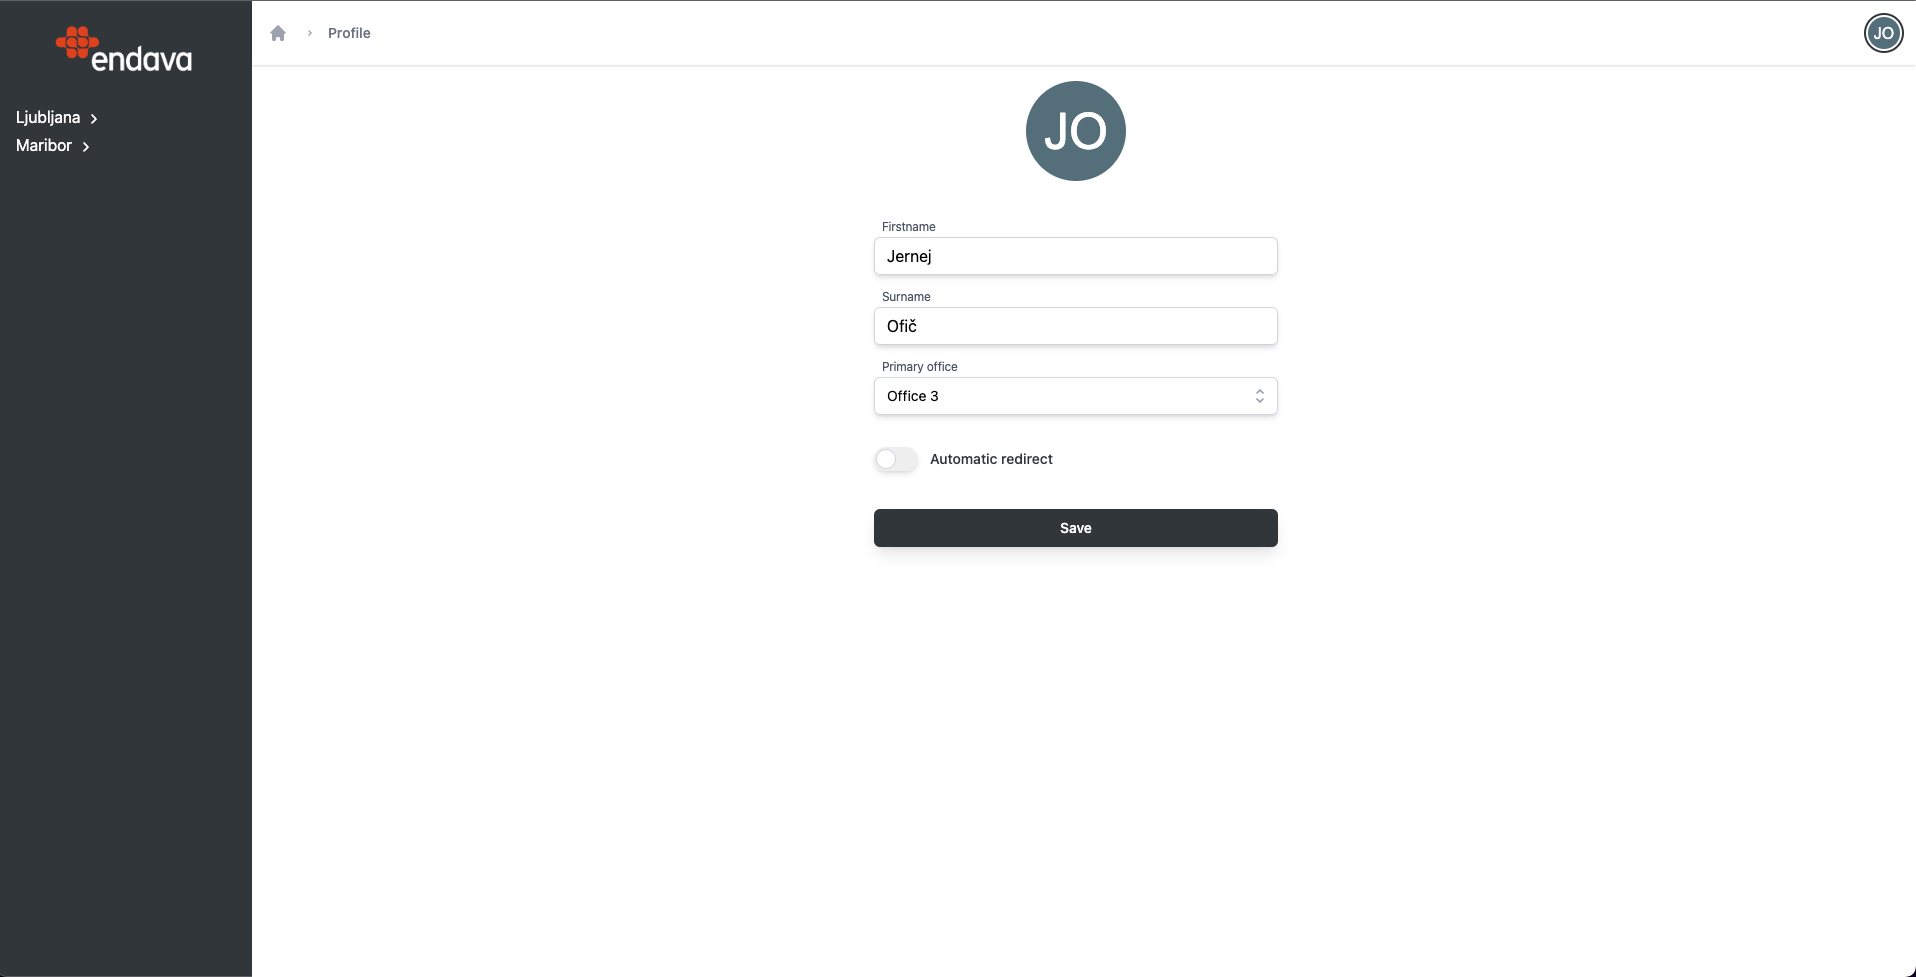 endava
Ljubljana
Maribor
Profile
JO
JO
Firstname
Jernej
Surname
Ofič
Primary office
Office 3
Automatic redirect
Save